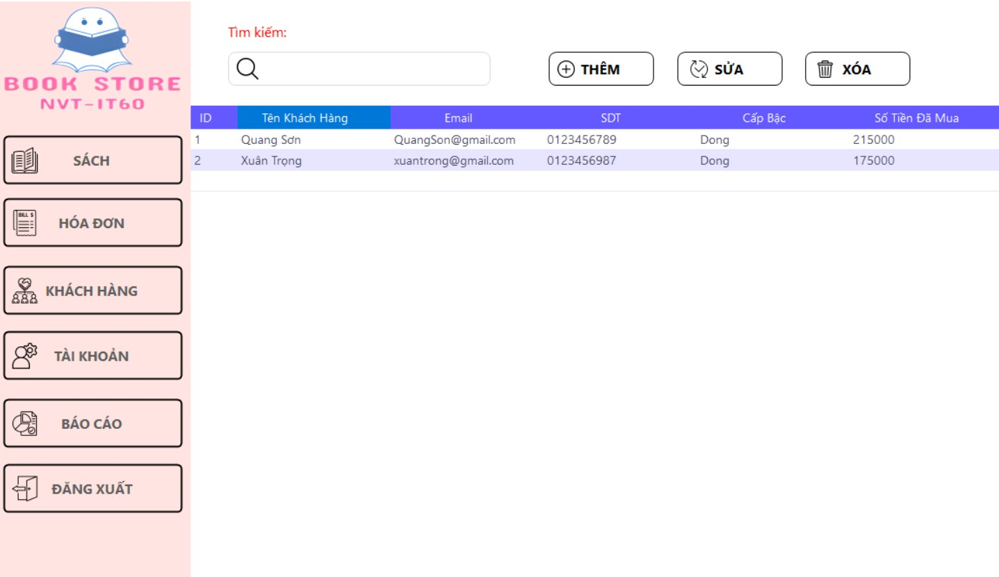 BOOK STORE
NVT-IT60
SÁCH
BILL $
HÓA ĐƠN
KHÁCH HÀNG
TÀI KHOẢN
BÁO CÁO
ĐĂNG XUẤT
Tìm kiếm:
THÊM SỬA XÓA
ID Tên Khách Hàng Email SDT Cấp Bậc Số Tiền Đã Mua
1 Quang Sơn QuangSon@gmail.com 0123456789 Dong 215000
2 Xuân Trọng xuantrong@gmail.com 0123456987 Dong 175000